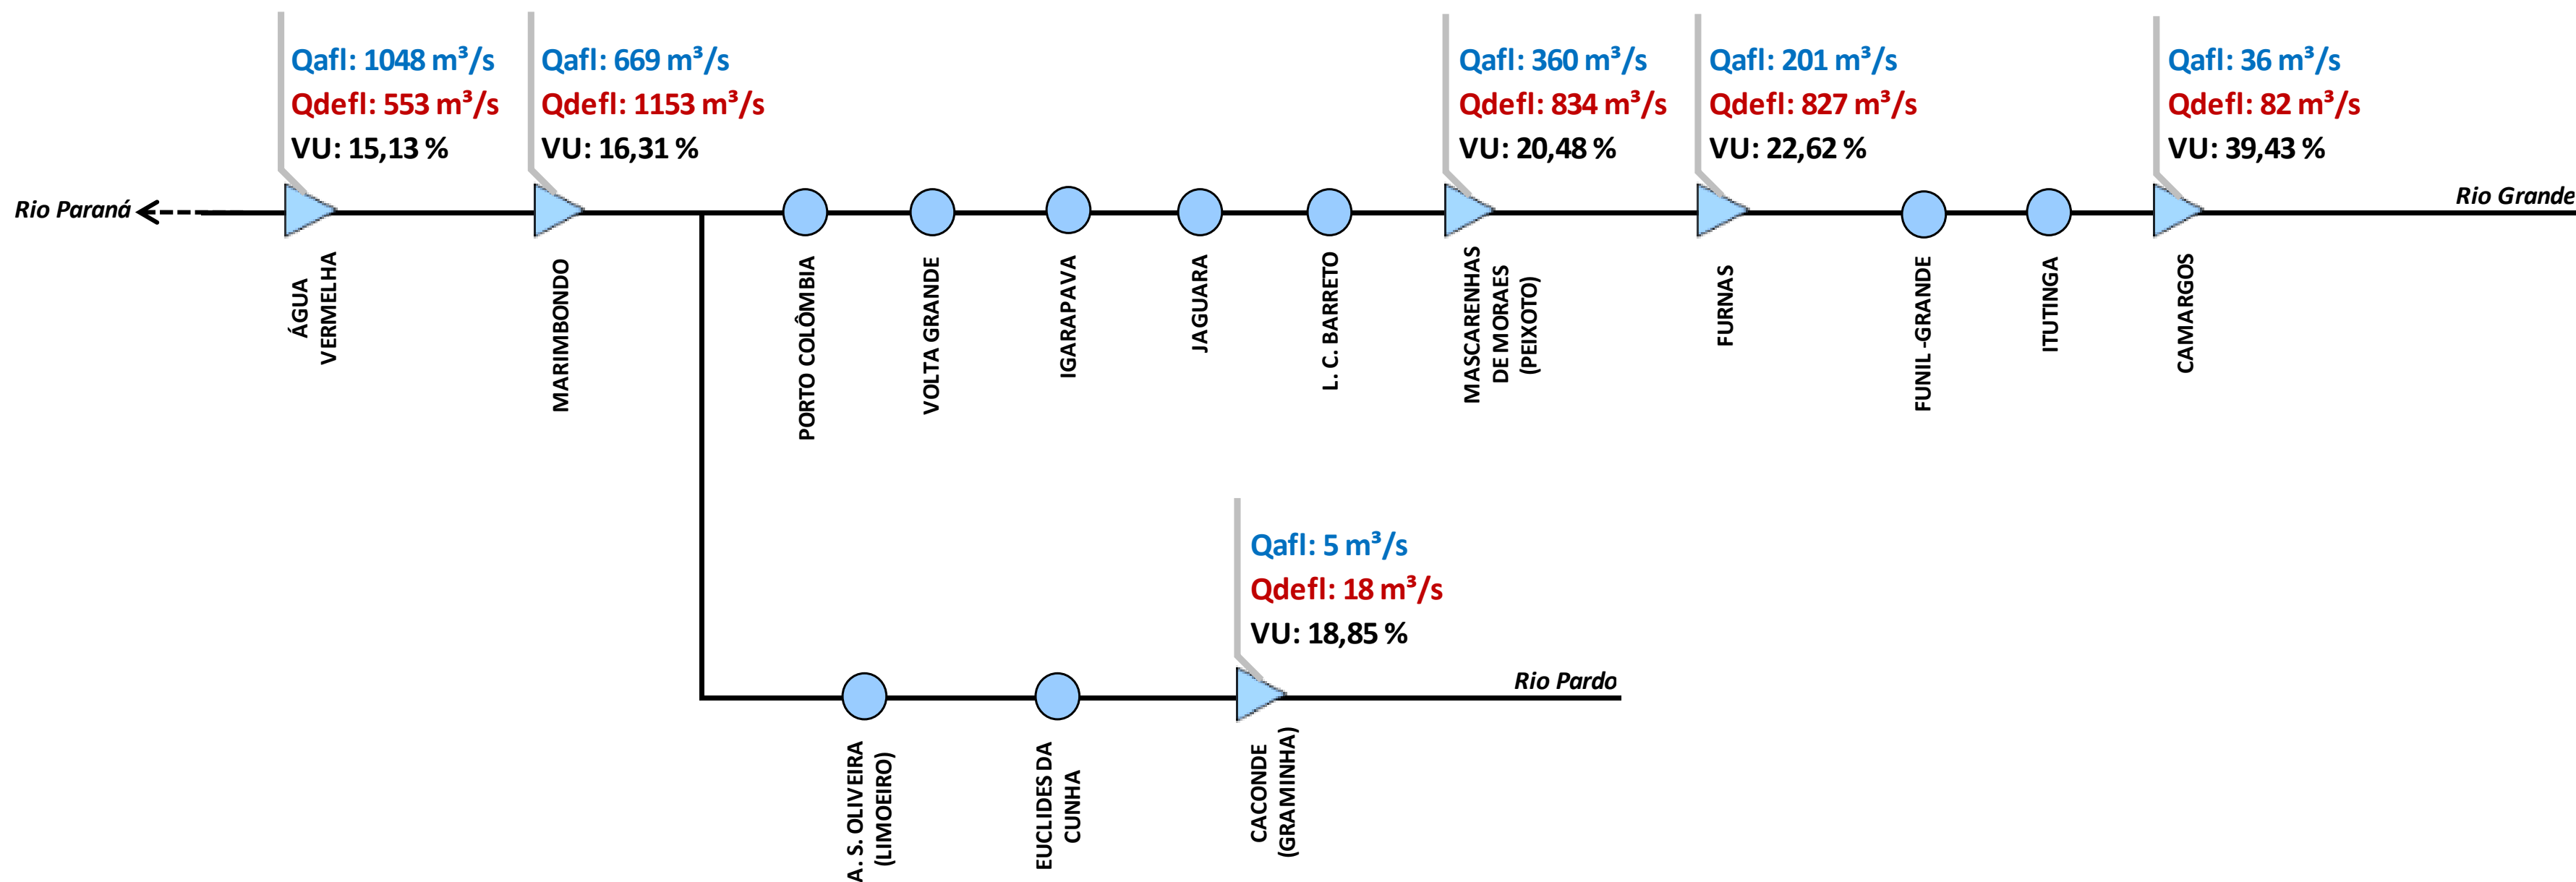 Qafl: 1048 m³/s
Qdefl: 553 m³/s
VU: 15,13 %
Qafl: 669 m³/s
Qdefl: 1153 m³/s
VU: 16,31 %
Qafl: 360 m³/s
Qdefl: 834 m³/s
VU: 20,48 %
Qafl: 201 m³/s
Qdefl: 827 m³/s
VU: 22,62 %
Qafl: 36 m³/s
Qdefl: 82 m³/s
VU: 39,43 %
Rio Paraná
Rio Grande
ÁGUA
VERMELHA
MARIMBONDO
PORTO COLÔMBIA
VOLTA GRANDE
IGARAPAVA
JAGUARA
L. C. BARRETO
MASCARENHAS
DE MORAES
(PEIXOTO)
FURNAS
FUNIL -GRANDE
ITUTINGA
CAMARGOS
Qafl: 5 m³/s
Qdefl: 18 m³/s
VU: 18,85 %
Rio Pardo
A. S. OLIVEIRA
(LIMOEIRO)
EUCLIDES DA
CUNHA
CACONDE
(GRAMINHA)